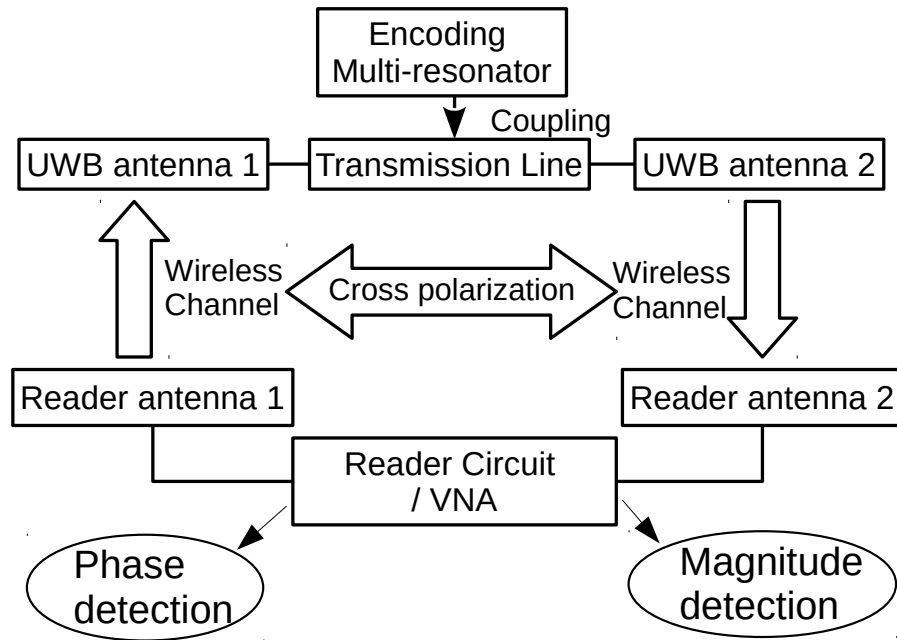 Encoding
Multi-resonator
Coupling
UWB antenna 1
Transmission Line
UWB antenna 2
Wireless
Channel
Cross polarization
Wireless
Channel
Reader antenna 1
Reader antenna 2
Reader Circuit
/ VNA
Phase
detection
Magnitude
detection